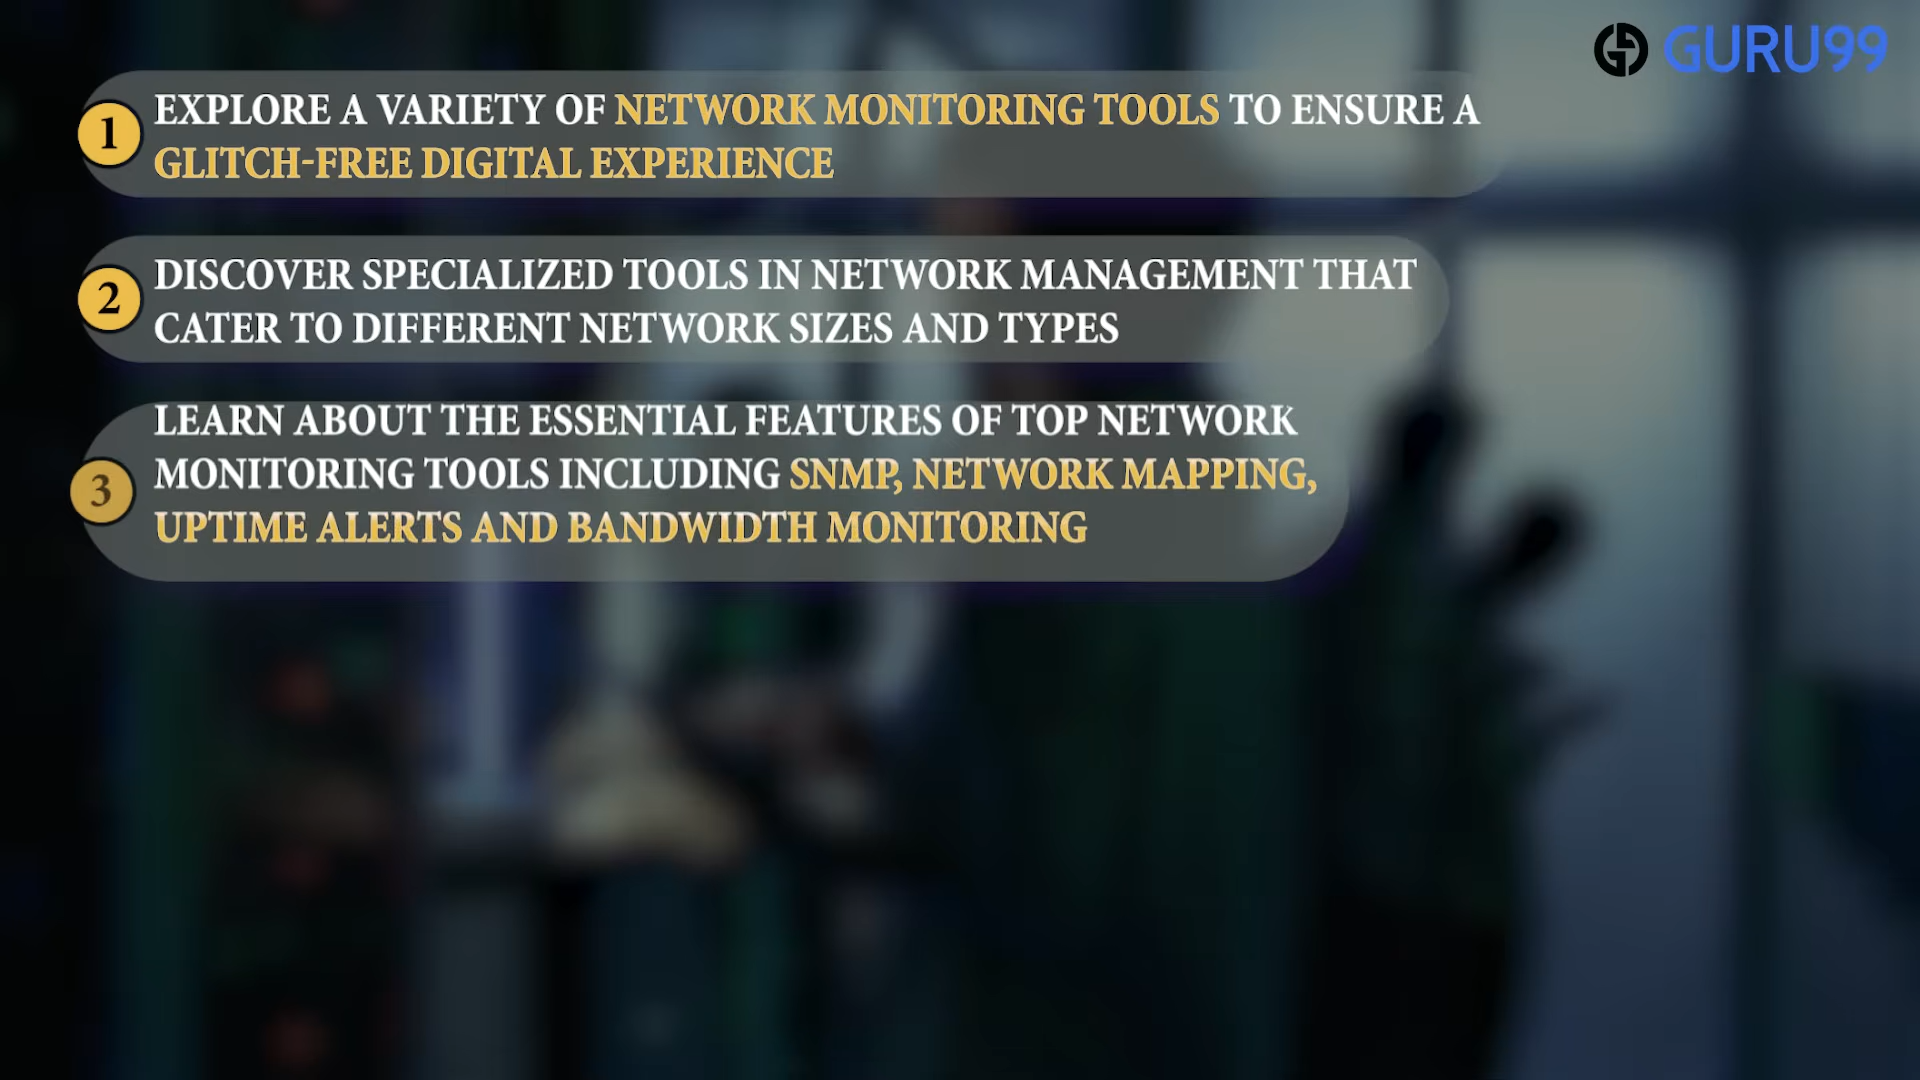 GURU99
1
EXPLORE A VARIETY OF NETWORK MONITORING TOOLS TO ENSURE A
GLITCH-FREE DIGITAL EXPERIENCE
2
DISCOVER SPECIALIZED TOOLS IN NETWORK MANAGEMENT THAT
CATER TO DIFFERENT NETWORK SIZES AND TYPES
3
LEARN ABOUT THE ESSENTIAL FEATURES OF TOP NETWORK
MONITORING TOOLS INCLUDING SNMP, NETWORK MAPPING,
UPTIME ALERTS AND BANDWIDTH MONITORING